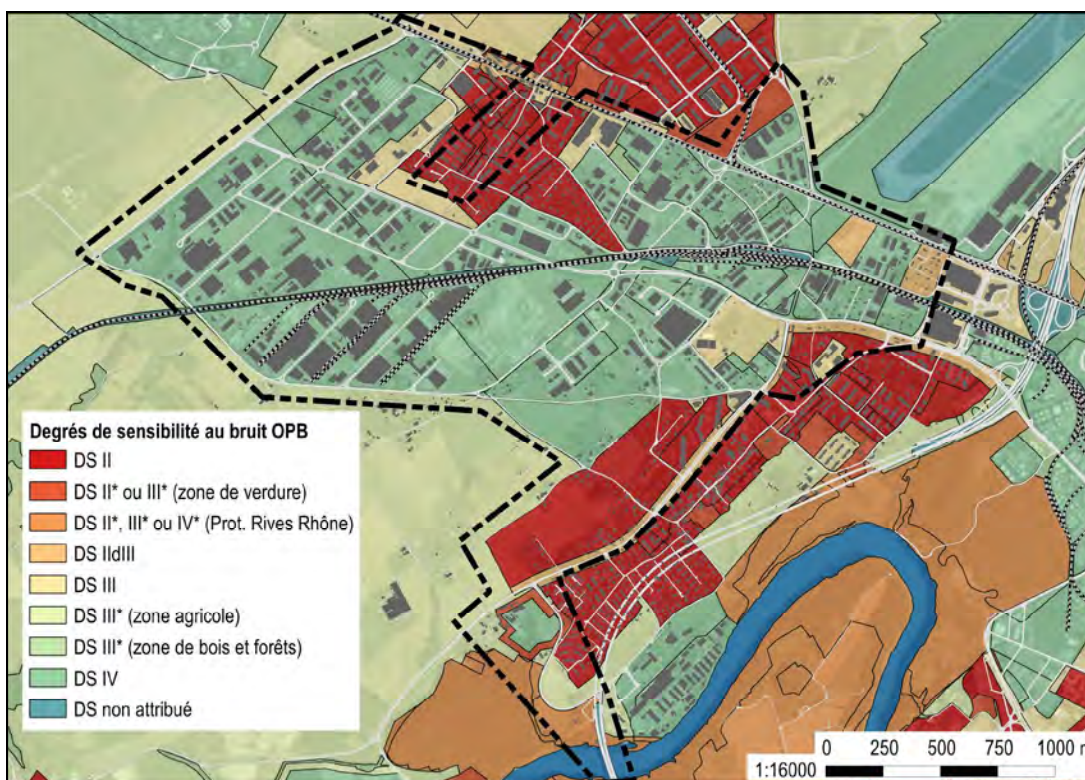 Degrés de sensibilité au bruit OPB
DS II
DS II* ou III* (zone de verdure)
DS II*, III* ou IV* (Prot. Rives Rhône)
DS IIdIII
DS III
DS III* (zone agricole)
DS III* (zone de bois et forêts)
DS IV
DS non attribué
0 250 500 750 1000 m
1:16000